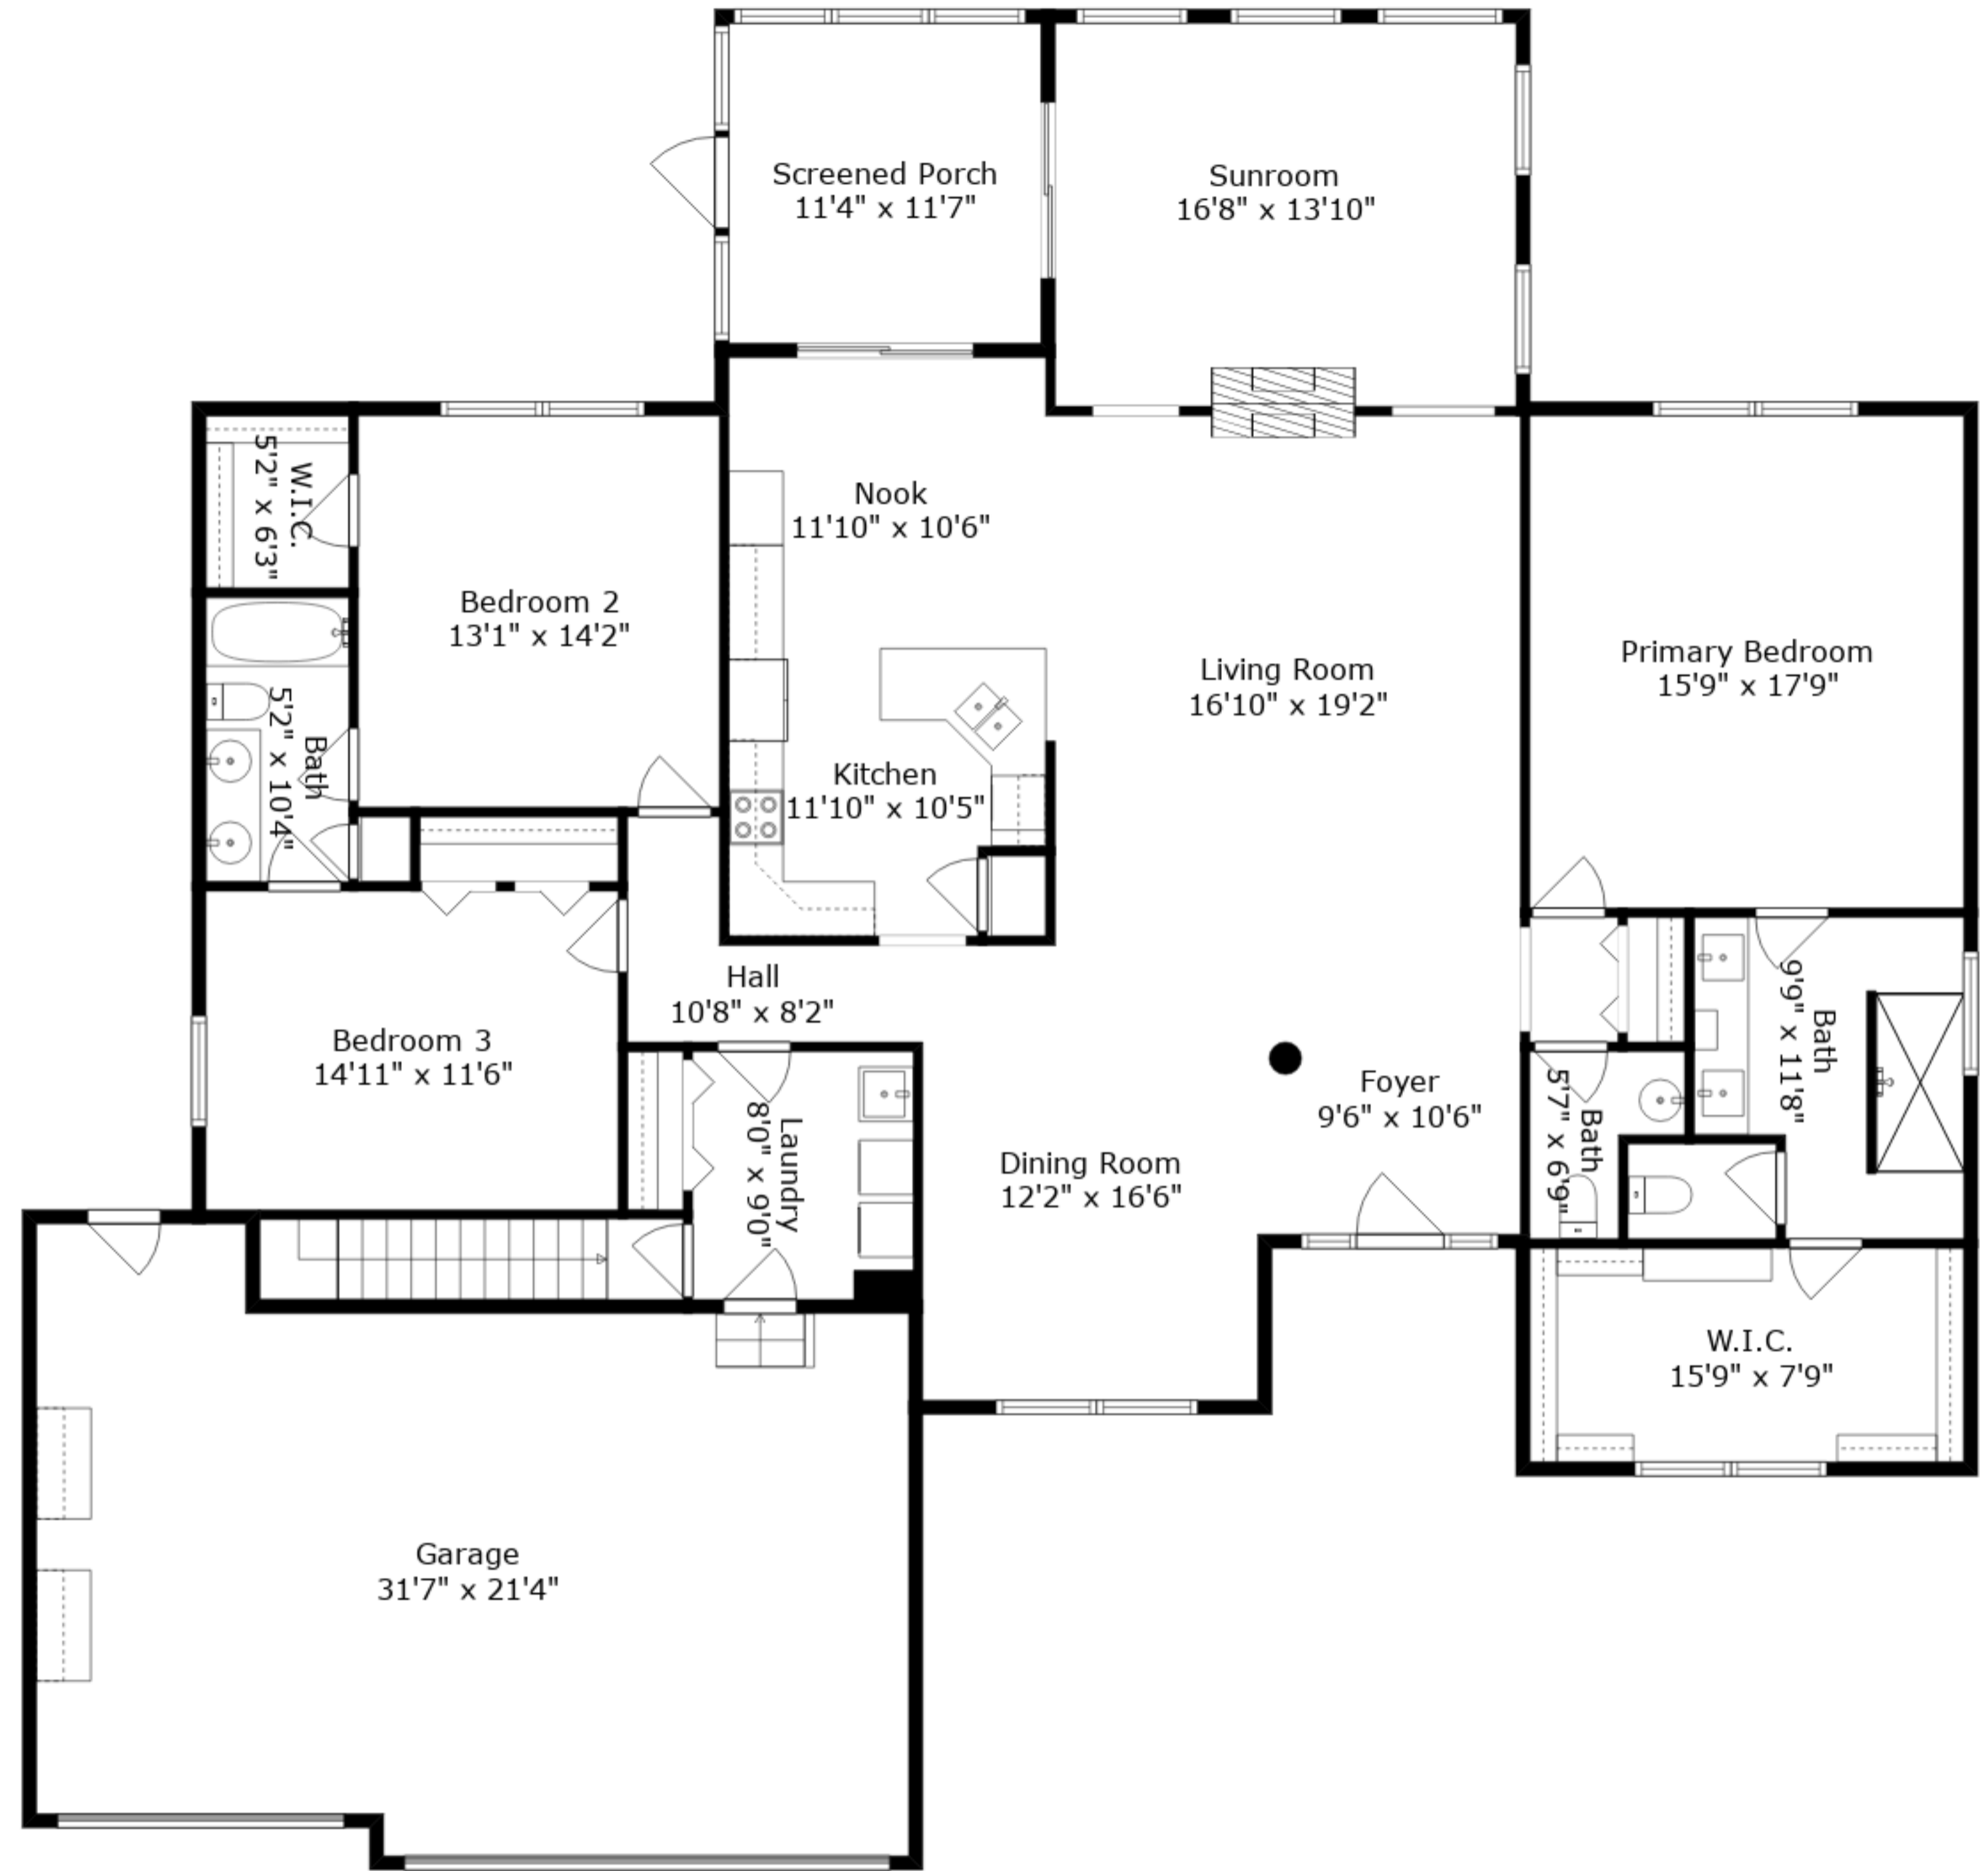 Screened Porch
11'4" x 11'7"
Sunroom
16'8" x 13'10"
W.I.C.
5'2" x 6'3"
Nook
11'10" x 10'6"
Bedroom 2
13'1" x 14'2"
Living Room
16'10" x 19'2"
Primary Bedroom
15'9" x 17'9"
Bath
5'2" x 10'4"
Kitchen
11'10" x 10'5"
Hall
10'8" x 8'2"
Bedroom 3
14'11" x 11'6"
Bath
9'9" x 11'8"
Foyer
9'6" x 10'6"
Laundry
8'0" x 9'0"
Dining Room
12'2" x 16'6"
Bath
5'7" x 6'9"
W.I.C.
15'9" x 7'9"
Garage
31'7" x 21'4"